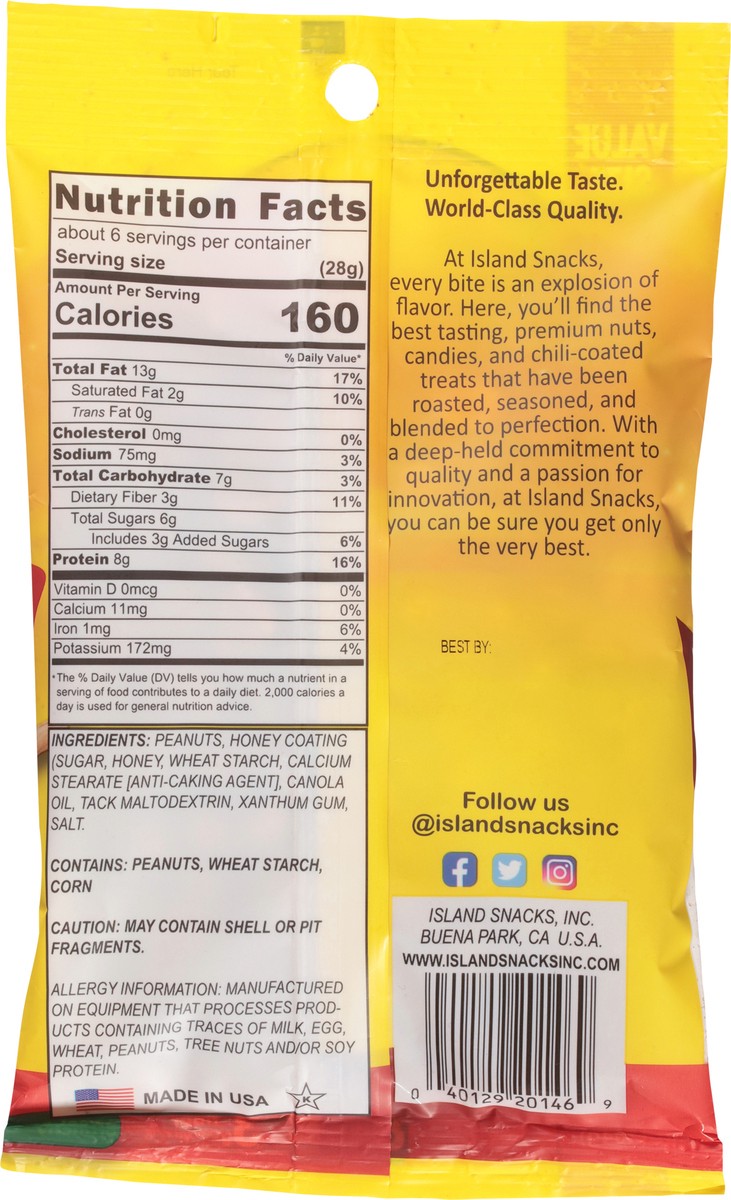 VALUE
Nutrition Facts
about 6 servings per container
Serving size (28g)
Amount Per Serving
Calories 160
% Daily Value*
Total Fat 13g 17%
Saturated Fat 2g 10%
Trans Fat 0g
Cholesterol 0mg 0%
Sodium 75mg 3%
Total Carbohydrate 7g 3%
Dietary Fiber 3g 11%
Total Sugars 6g
Includes 3g Added Sugars 6%
Protein 8g 16%
Vitamin D 0mcg 0%
Calcium 11mg 0%
Iron 1mg 6%
Potassium 172mg 4%
*The % Daily Value (DV) tells you how much a nutrient in a
serving of food contributes to a daily diet. 2,000 calories a
day is used for general nutrition advice.
INGREDIENTS: PEANUTS, HONEY COATING
(SUGAR, HONEY, WHEAT STARCH, CALCIUM
STEARATE [ANTI-CAKING AGENT], CANOLA
OIL, TACK MALTODEXTRIN, XANTHUM GUM,
SALT.
CONTAINS: PEANUTS, WHEAT STARCH,
CORN
CAUTION: MAY CONTAIN SHELL OR PIT
FRAGMENTS.
ALLERGY INFORMATION: MANUFACTURED
ON EQUIPMENT THAT PROCESSES PROD-
UCTS CONTAINING TRACES OF MILK, EGG,
WHEAT, PEANUTS, TREE NUTS AND/OR SOY
PROTEIN.
MADE IN USA K
Unforgettable Taste.
World-Class Quality.
At Island Snacks,
every bite is an explosion of
flavor. Here, you'll find the
best tasting, premium nuts,
candies, and chili-coated
treats that have been
roasted, seasoned, and
blended to perfection. With
a deep-held commitment to
quality and a passion for
innovation, at Island Snacks,
you can be sure you get only
the very best.
BEST BY:
Follow us
@islandsnacksinc
ISLAND SNACKS, INC.
BUENA PARK, CA U.S.A.
WWW.ISLANDSNACKSINC.COM
0 40129 20146 9